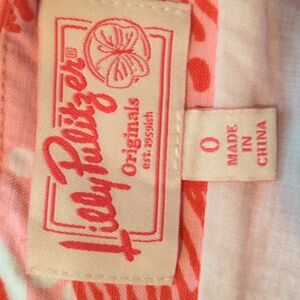 Lilly Pulitzer®
Originals
est. 1959ish
0
MADE
IN
CHINA